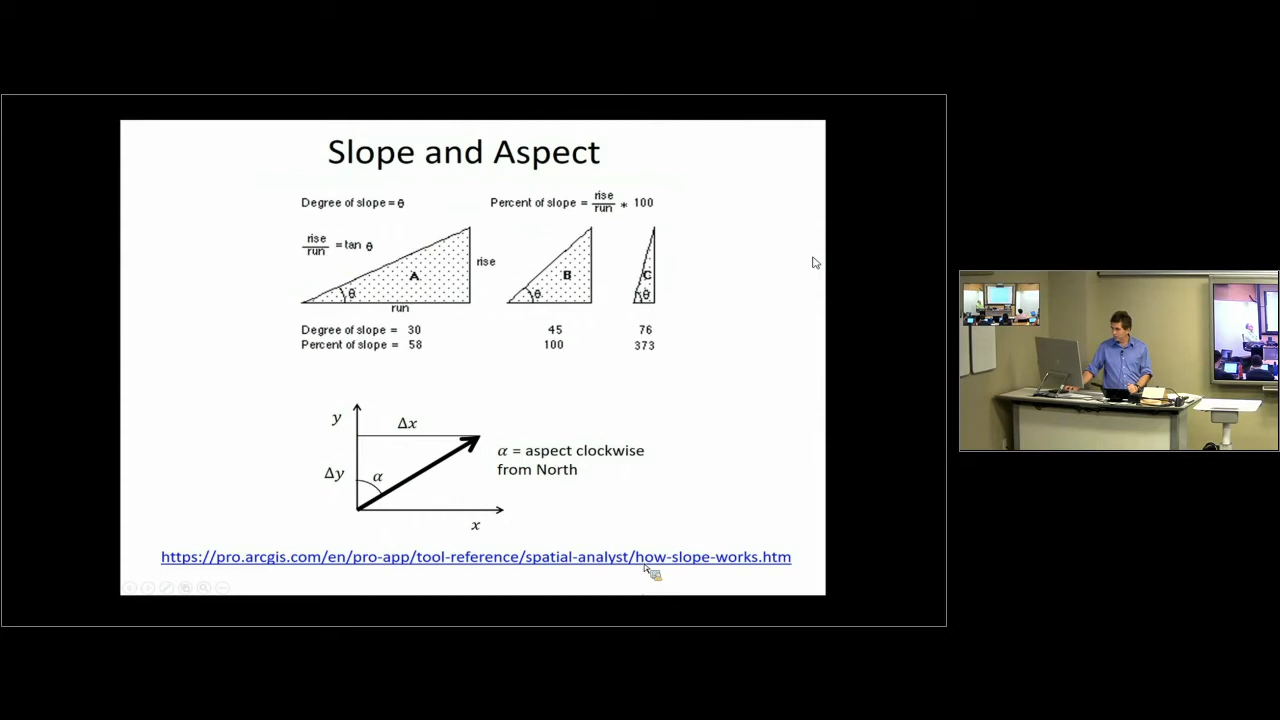 Slope and Aspect
Degree of slope = θ
Percent of slope = rise/run * 100
rise/run = tan θ
A
θ
rise
run
B
θ
C
θ
Degree of slope = 30 45 76
Percent of slope = 58 100 373
y
Δx
Δy
α
x
α = aspect clockwise
from North
https://pro.arcgis.com/en/pro-app/tool-reference/spatial-analyst/how-slope-works.htm